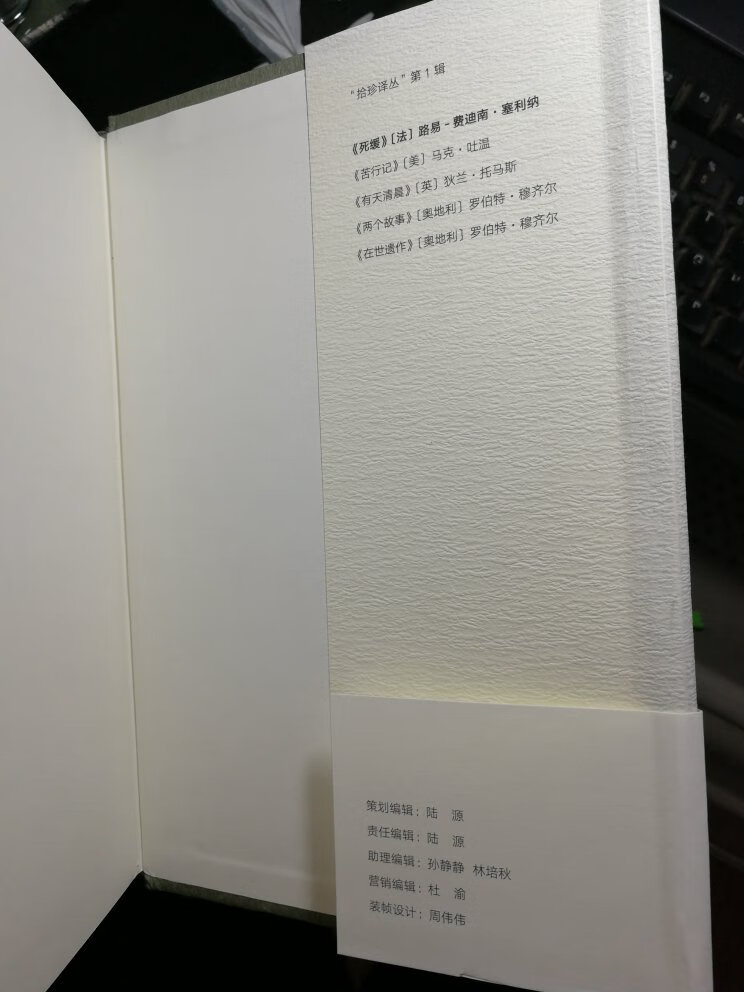 “拾珍译丛”第1辑
《死缓》［法］路易－费迪南·塞利纳
《苦行记》［美］马克·吐温
《有天清晨》［英］狄兰·托马斯
《两个故事》［奥地利］罗伯特·穆齐尔
《在世遗作》［奥地利］罗伯特·穆齐尔
策划编辑：陆　源
责任编辑：陆　源
助理编辑：孙静静 林培秋
营销编辑：杜　渝
装帧设计：周伟伟